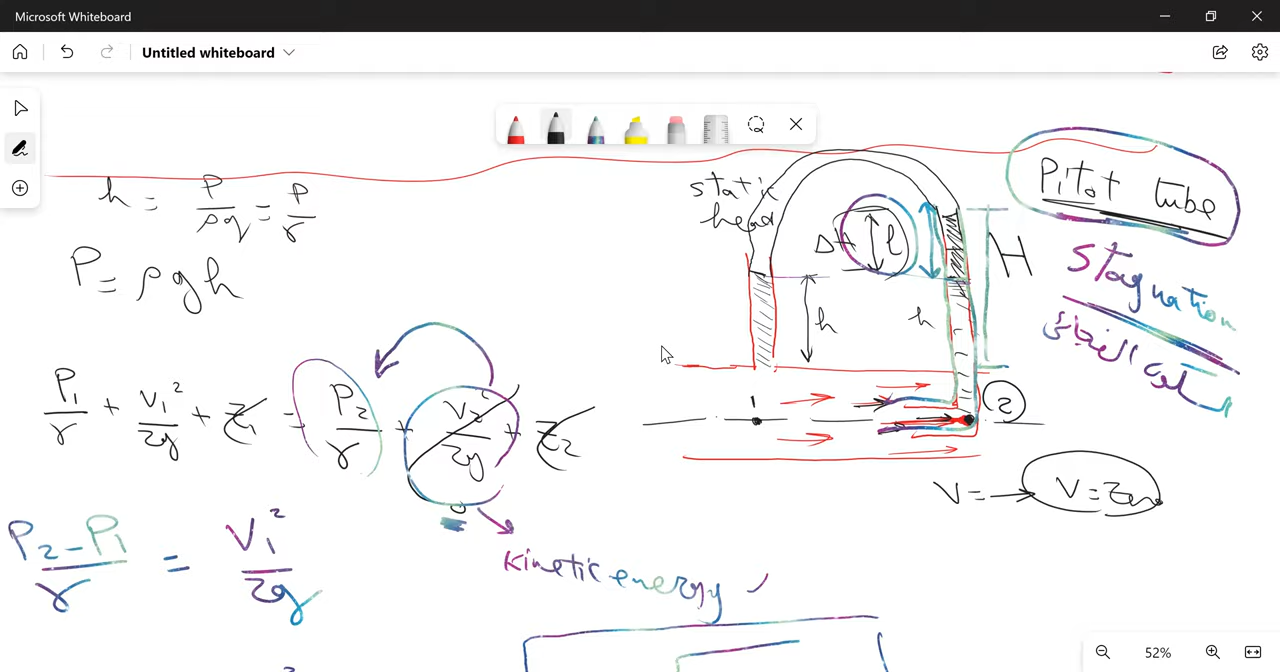 Microsoft Whiteboard
Untitled whiteboard
h = P/ρg = P/γ
P = ρgh
static head
ΔH
l
h
h
H
Pitot tube
Stagnation
1
2
V = → V = Zero
P₁/γ + V₁²/2g + Z₁ = P₂/γ + V₂²/2g + Z₂
0
(P₂ - P₁)/γ = V₁²/2g
Kinetic energy
52%